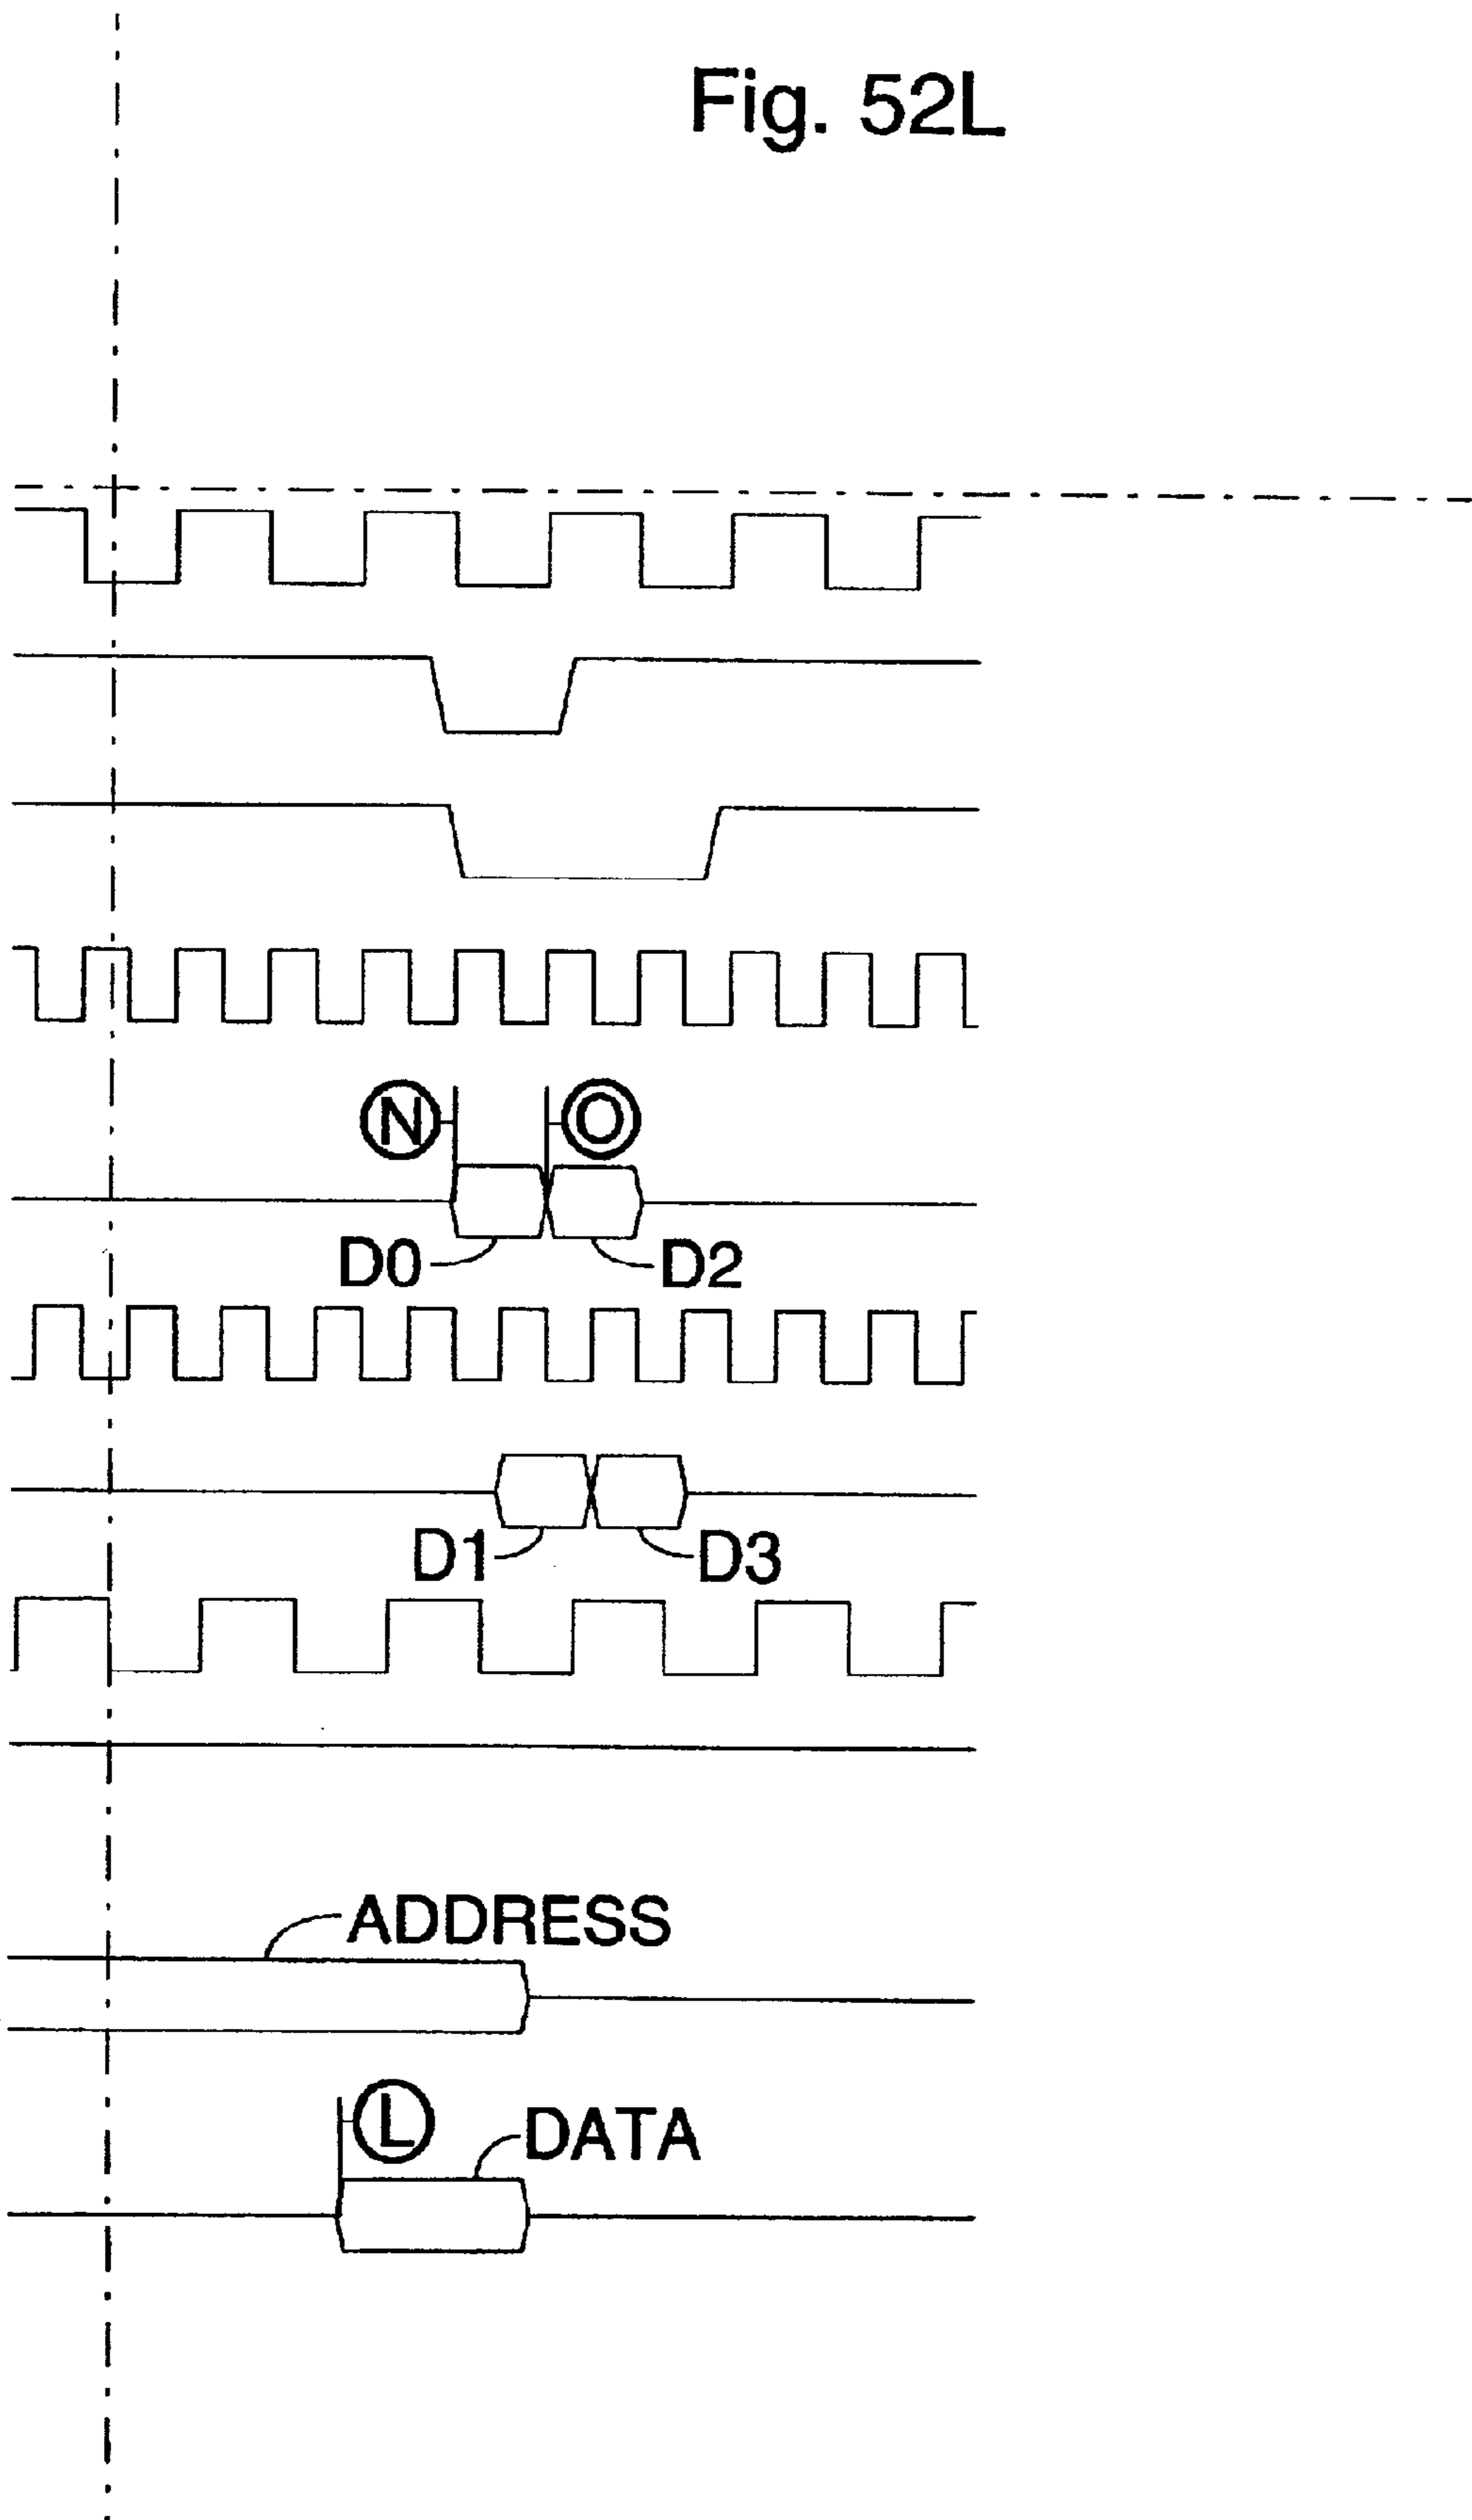 Fig. 52L
N O
D0 D2
D1 D3
ADDRESS
L DATA